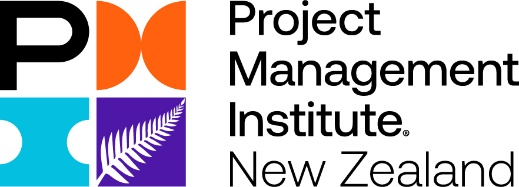 P
Project
Management
Institute®
New Zealand